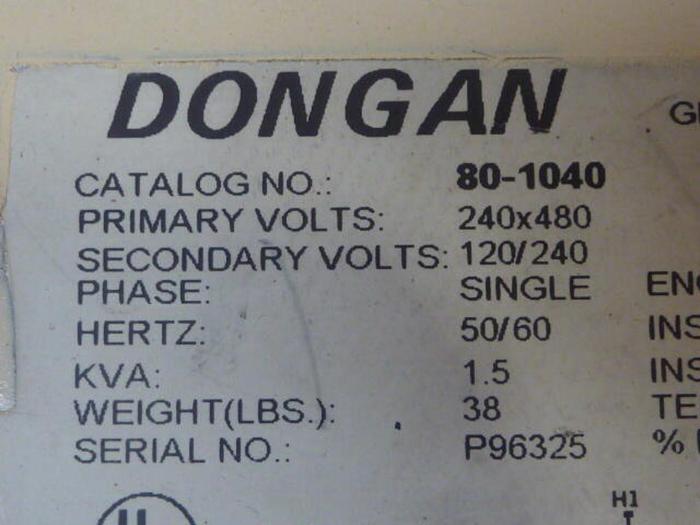 DONGAN
CATALOG NO.: 80-1040
PRIMARY VOLTS: 240x480
SECONDARY VOLTS: 120/240
PHASE: SINGLE
HERTZ: 50/60
KVA: 1.5
WEIGHT(LBS.): 38
SERIAL NO.: P96325 %
H1